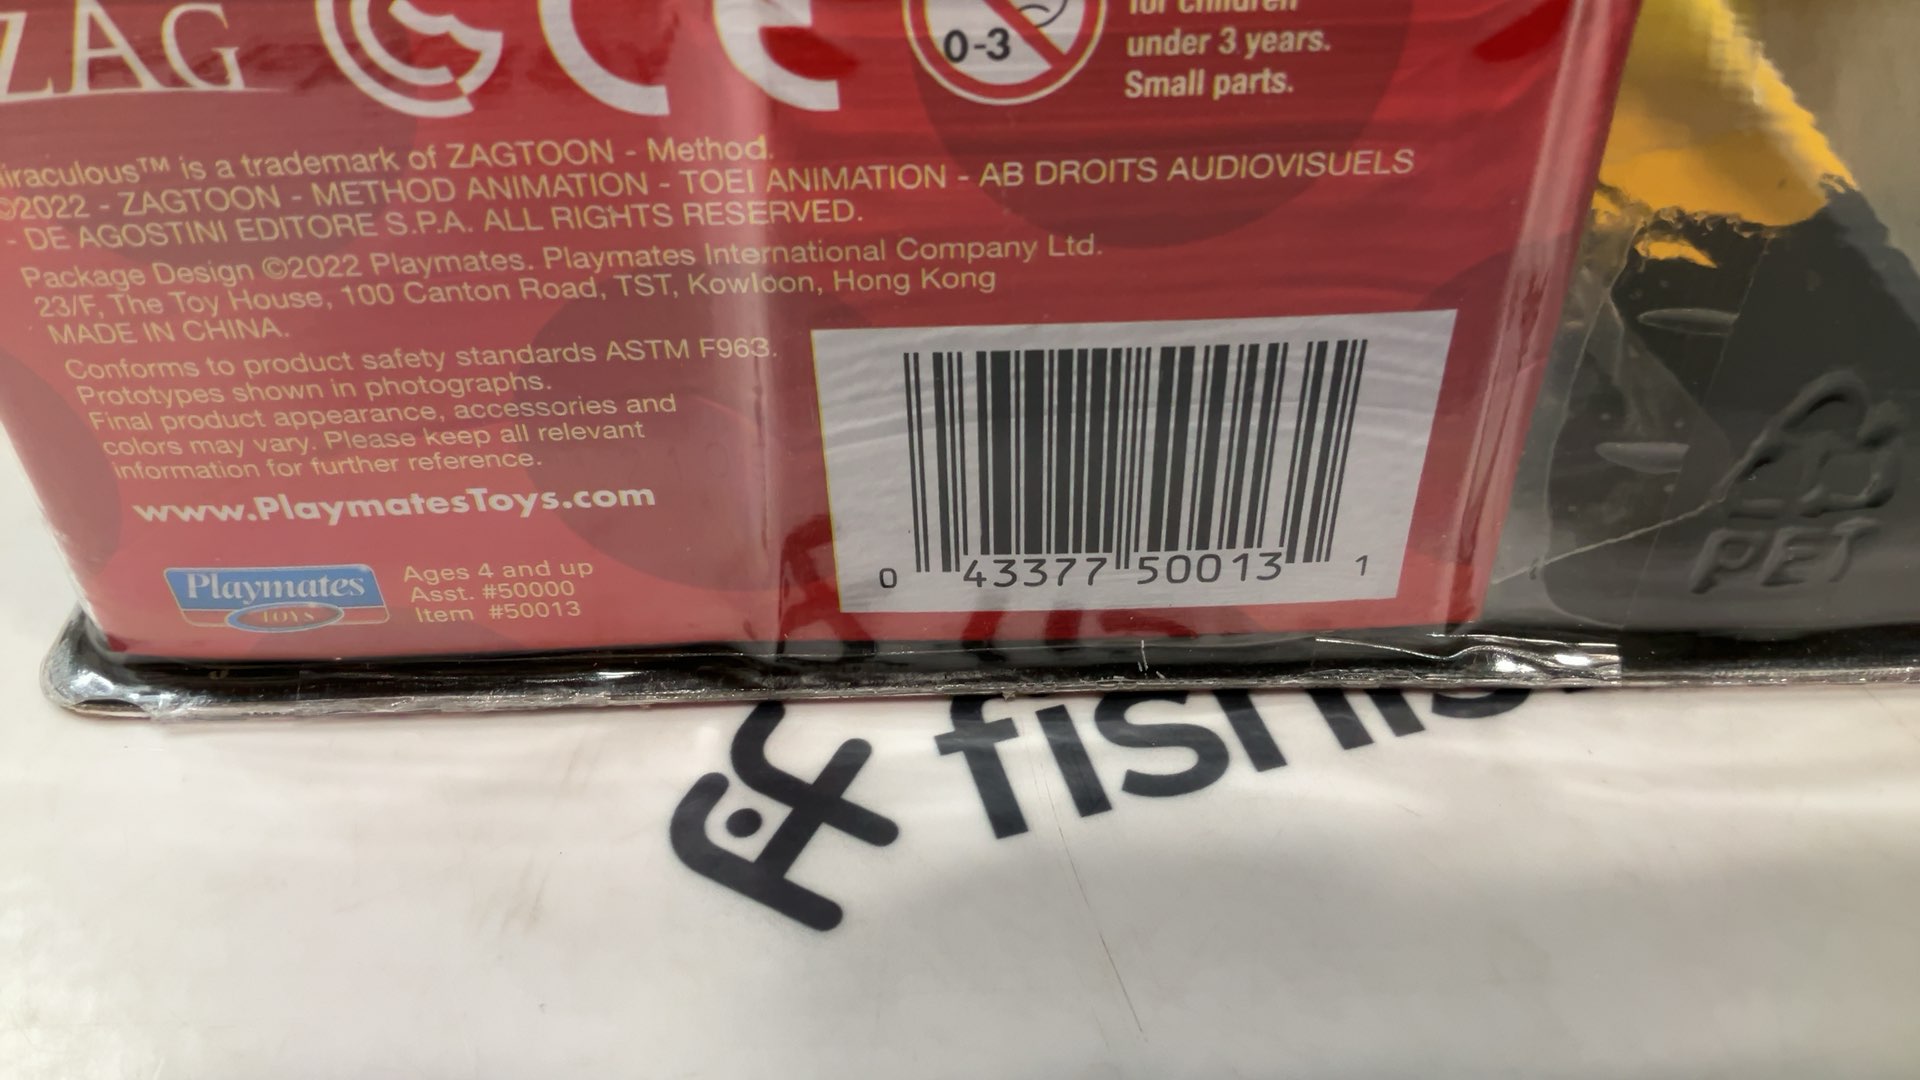 ZAG
CE
0-3
for children
under 3 years.
Small parts.
iraculous™ is a trademark of ZAGTOON - Method.
©2022 - ZAGTOON - METHOD ANIMATION - TOEI ANIMATION - AB DROITS AUDIOVISUELS
- DE AGOSTINI EDITORE S.P.A. ALL RIGHTS RESERVED.
Package Design ©2022 Playmates. Playmates International Company Ltd.
23/F, The Toy House, 100 Canton Road, TST, Kowloon, Hong Kong
MADE IN CHINA.
Conforms to product safety standards ASTM F963.
Prototypes shown in photographs.
Final product appearance, accessories and
colors may vary. Please keep all relevant
information for further reference.
www.PlaymatesToys.com
Playmates
TOYS
Ages 4 and up
Asst. #50000
Item #50013
0 43377 50013 1
PET